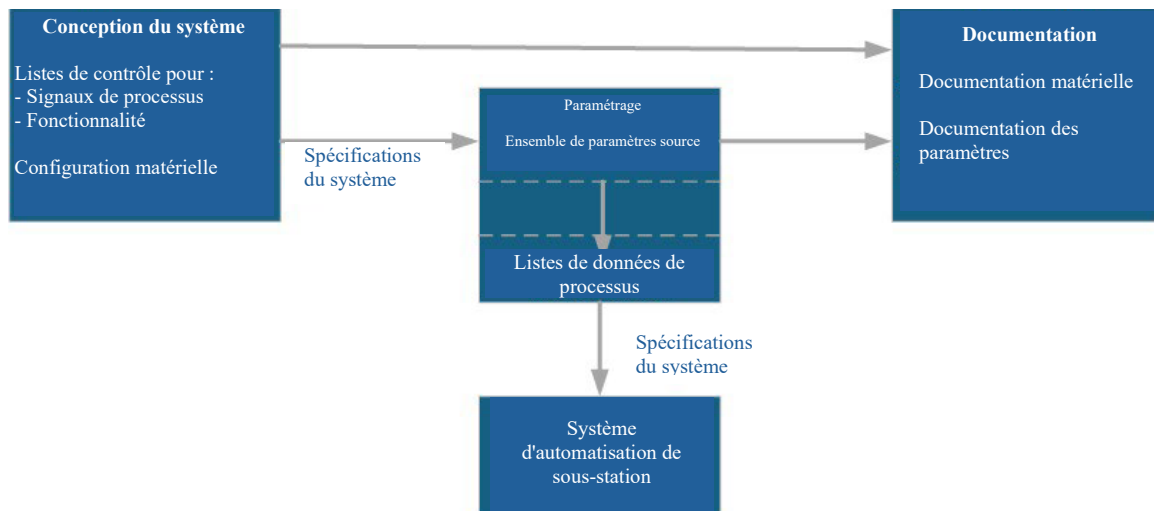 Conception du système
Listes de contrôle pour :
- Signaux de processus
- Fonctionnalité
Configuration matérielle
Spécifications
du système
Paramétrage
Ensemble de paramètres source
Listes de données de
processus
Documentation
Documentation matérielle
Documentation des
paramètres
Spécifications
du système
Système
d'automatisation de
sous-station